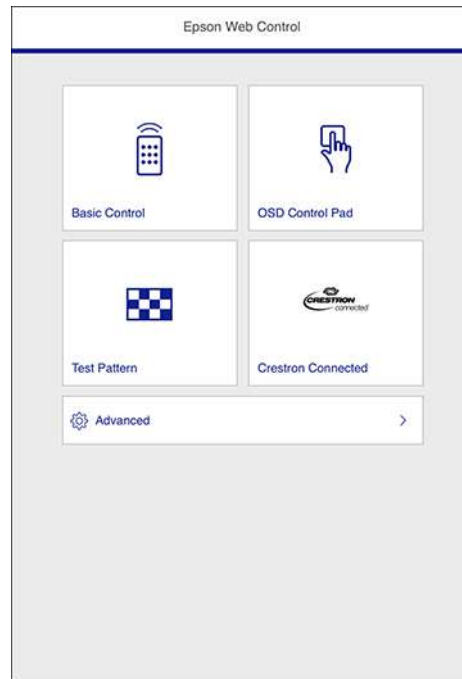 Epson Web Control
Basic Control
OSD Control Pad
CRESTRON
connected
Test Pattern
Crestron Connected
Advanced